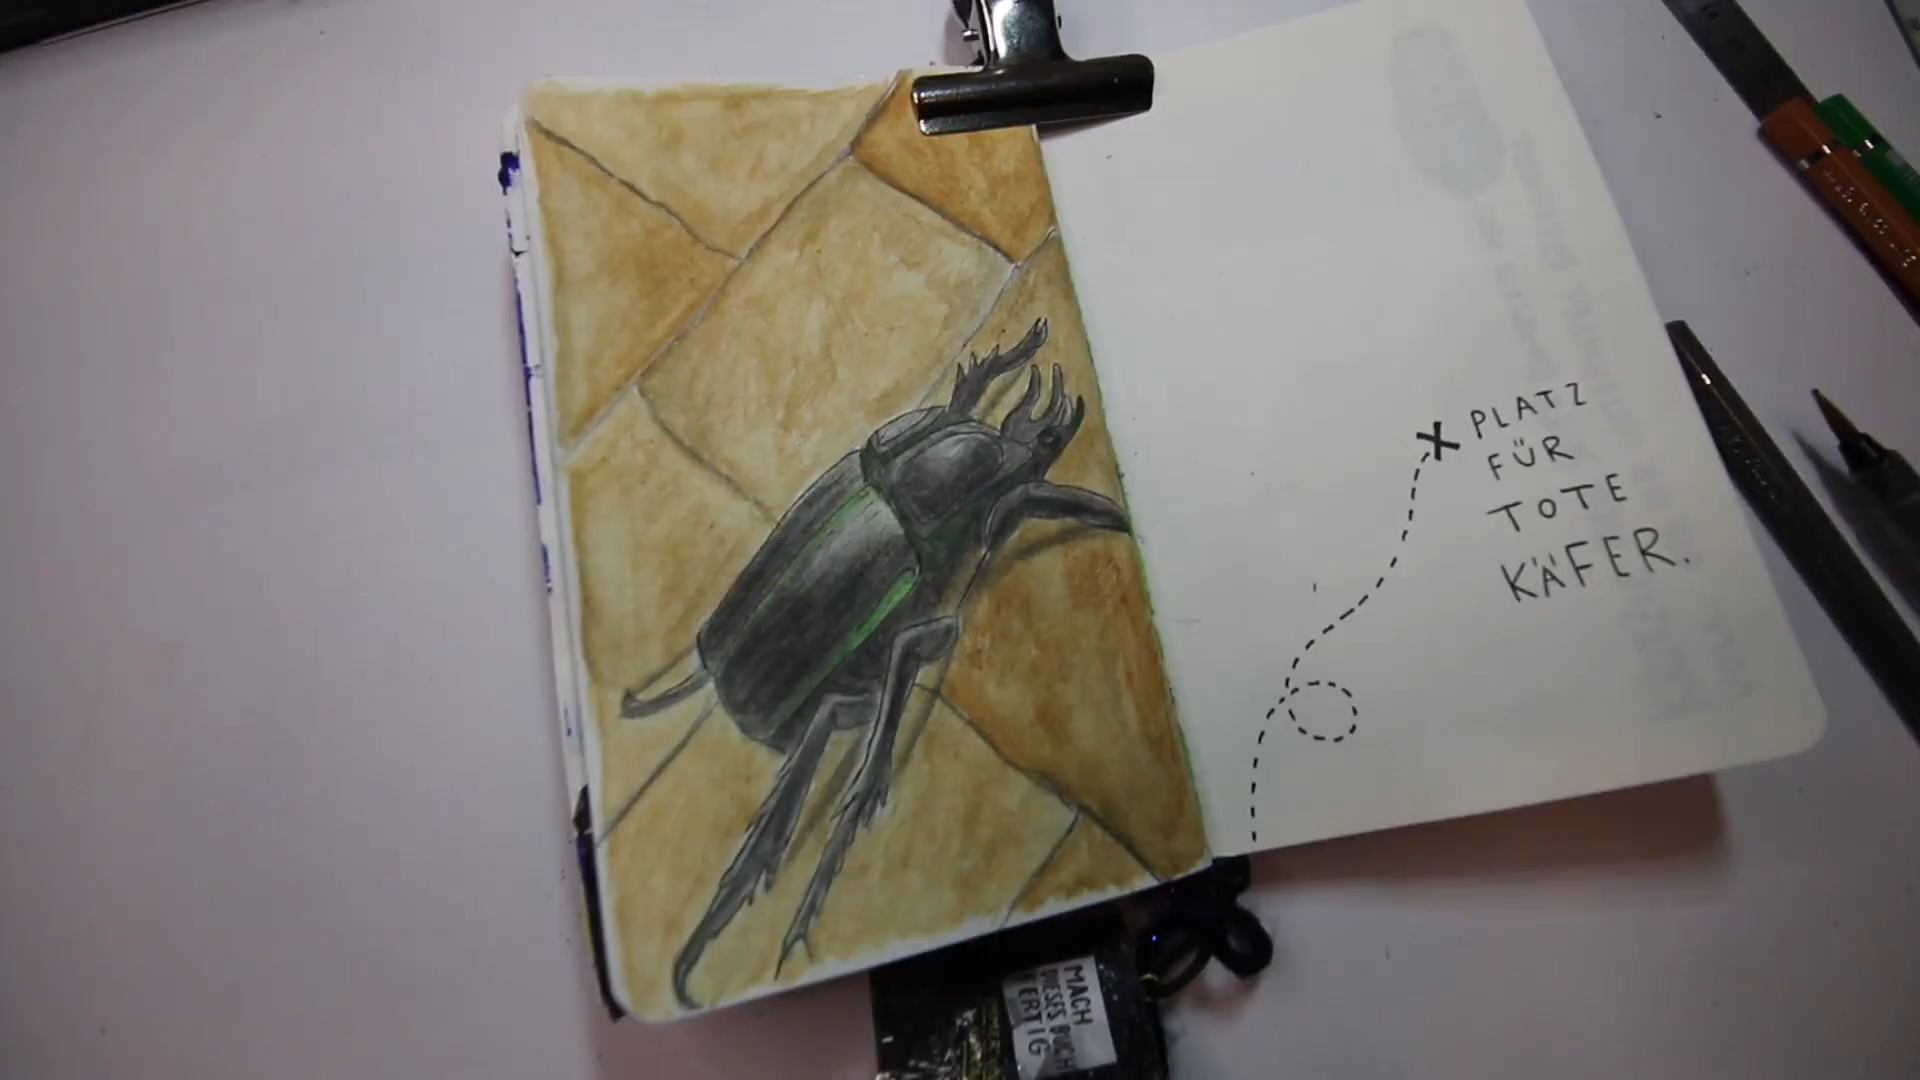 PLATZ
FÜR
TOTE
KÄFER.
MACH
DIESES BUCH
FERTIG